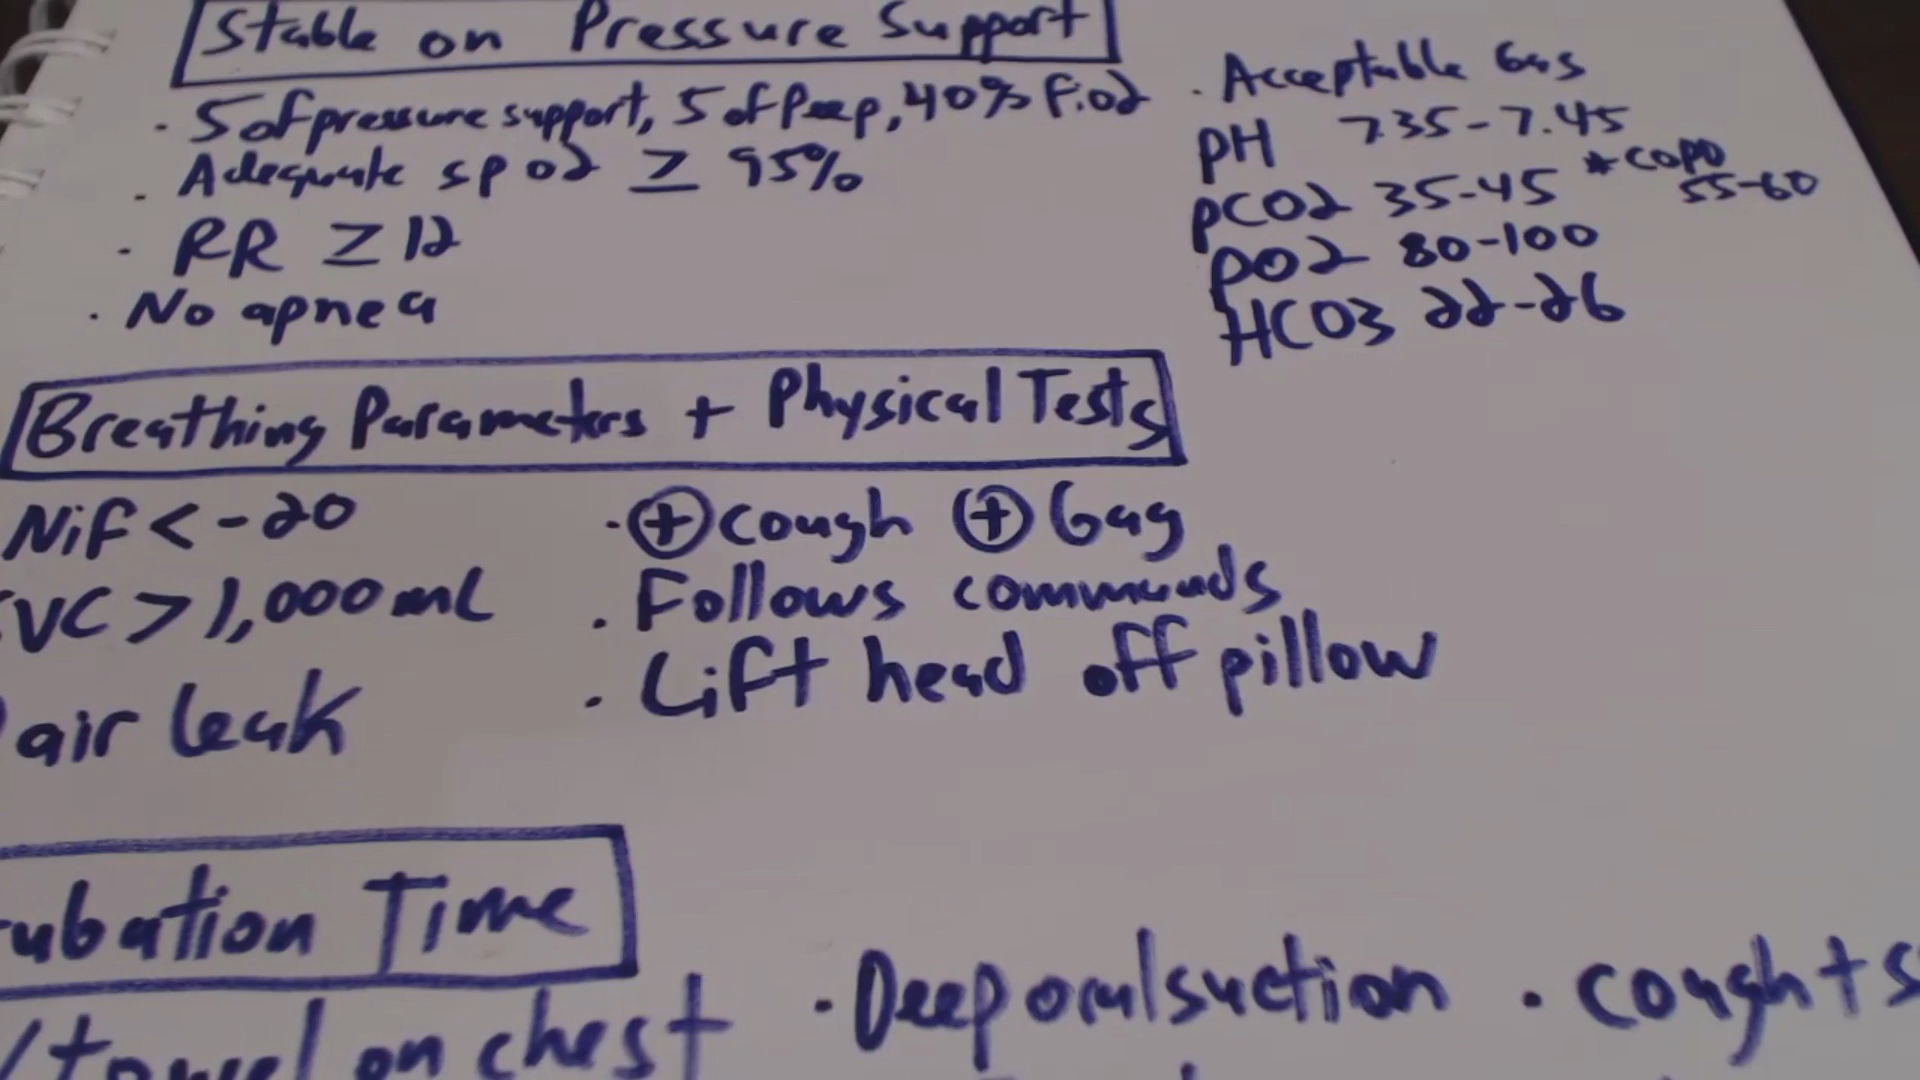 Stable on Pressure Support
· 5 of pressure support, 5 of Peep, 40% Fio2
· Adequate spo2 ≥ 95%
· RR ≥ 12
· No apnea
· Acceptable Gas
pH 7.35-7.45
pCO2 35-45 *COPD 55-60
pO2 80-100
HCO3 22-26
Breathing Parameters + Physical Tests
Nif < -20
VC > 1,000 mL
air leak
· ⊕ cough ⊕ Gag
· Follows commands
· Lift head off pillow
ubation Time
/towel on chest
· Deep oral suction
· cough + s